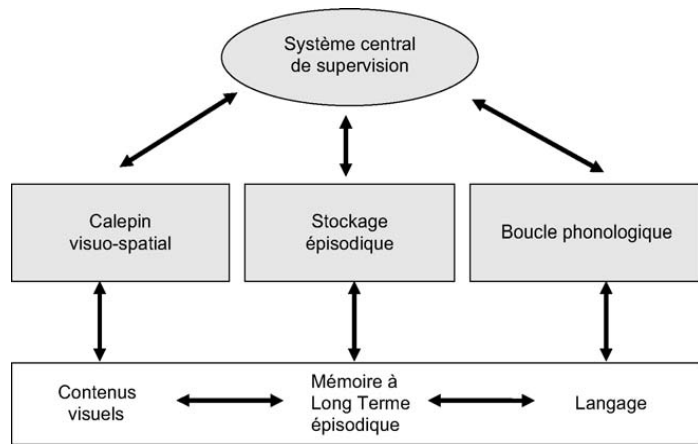 Système central
de supervision
Calepin
visuo-spatial
Stockage
épisodique
Boucle phonologique
Contenus
visuels
Mémoire à
Long Terme
épisodique
Langage